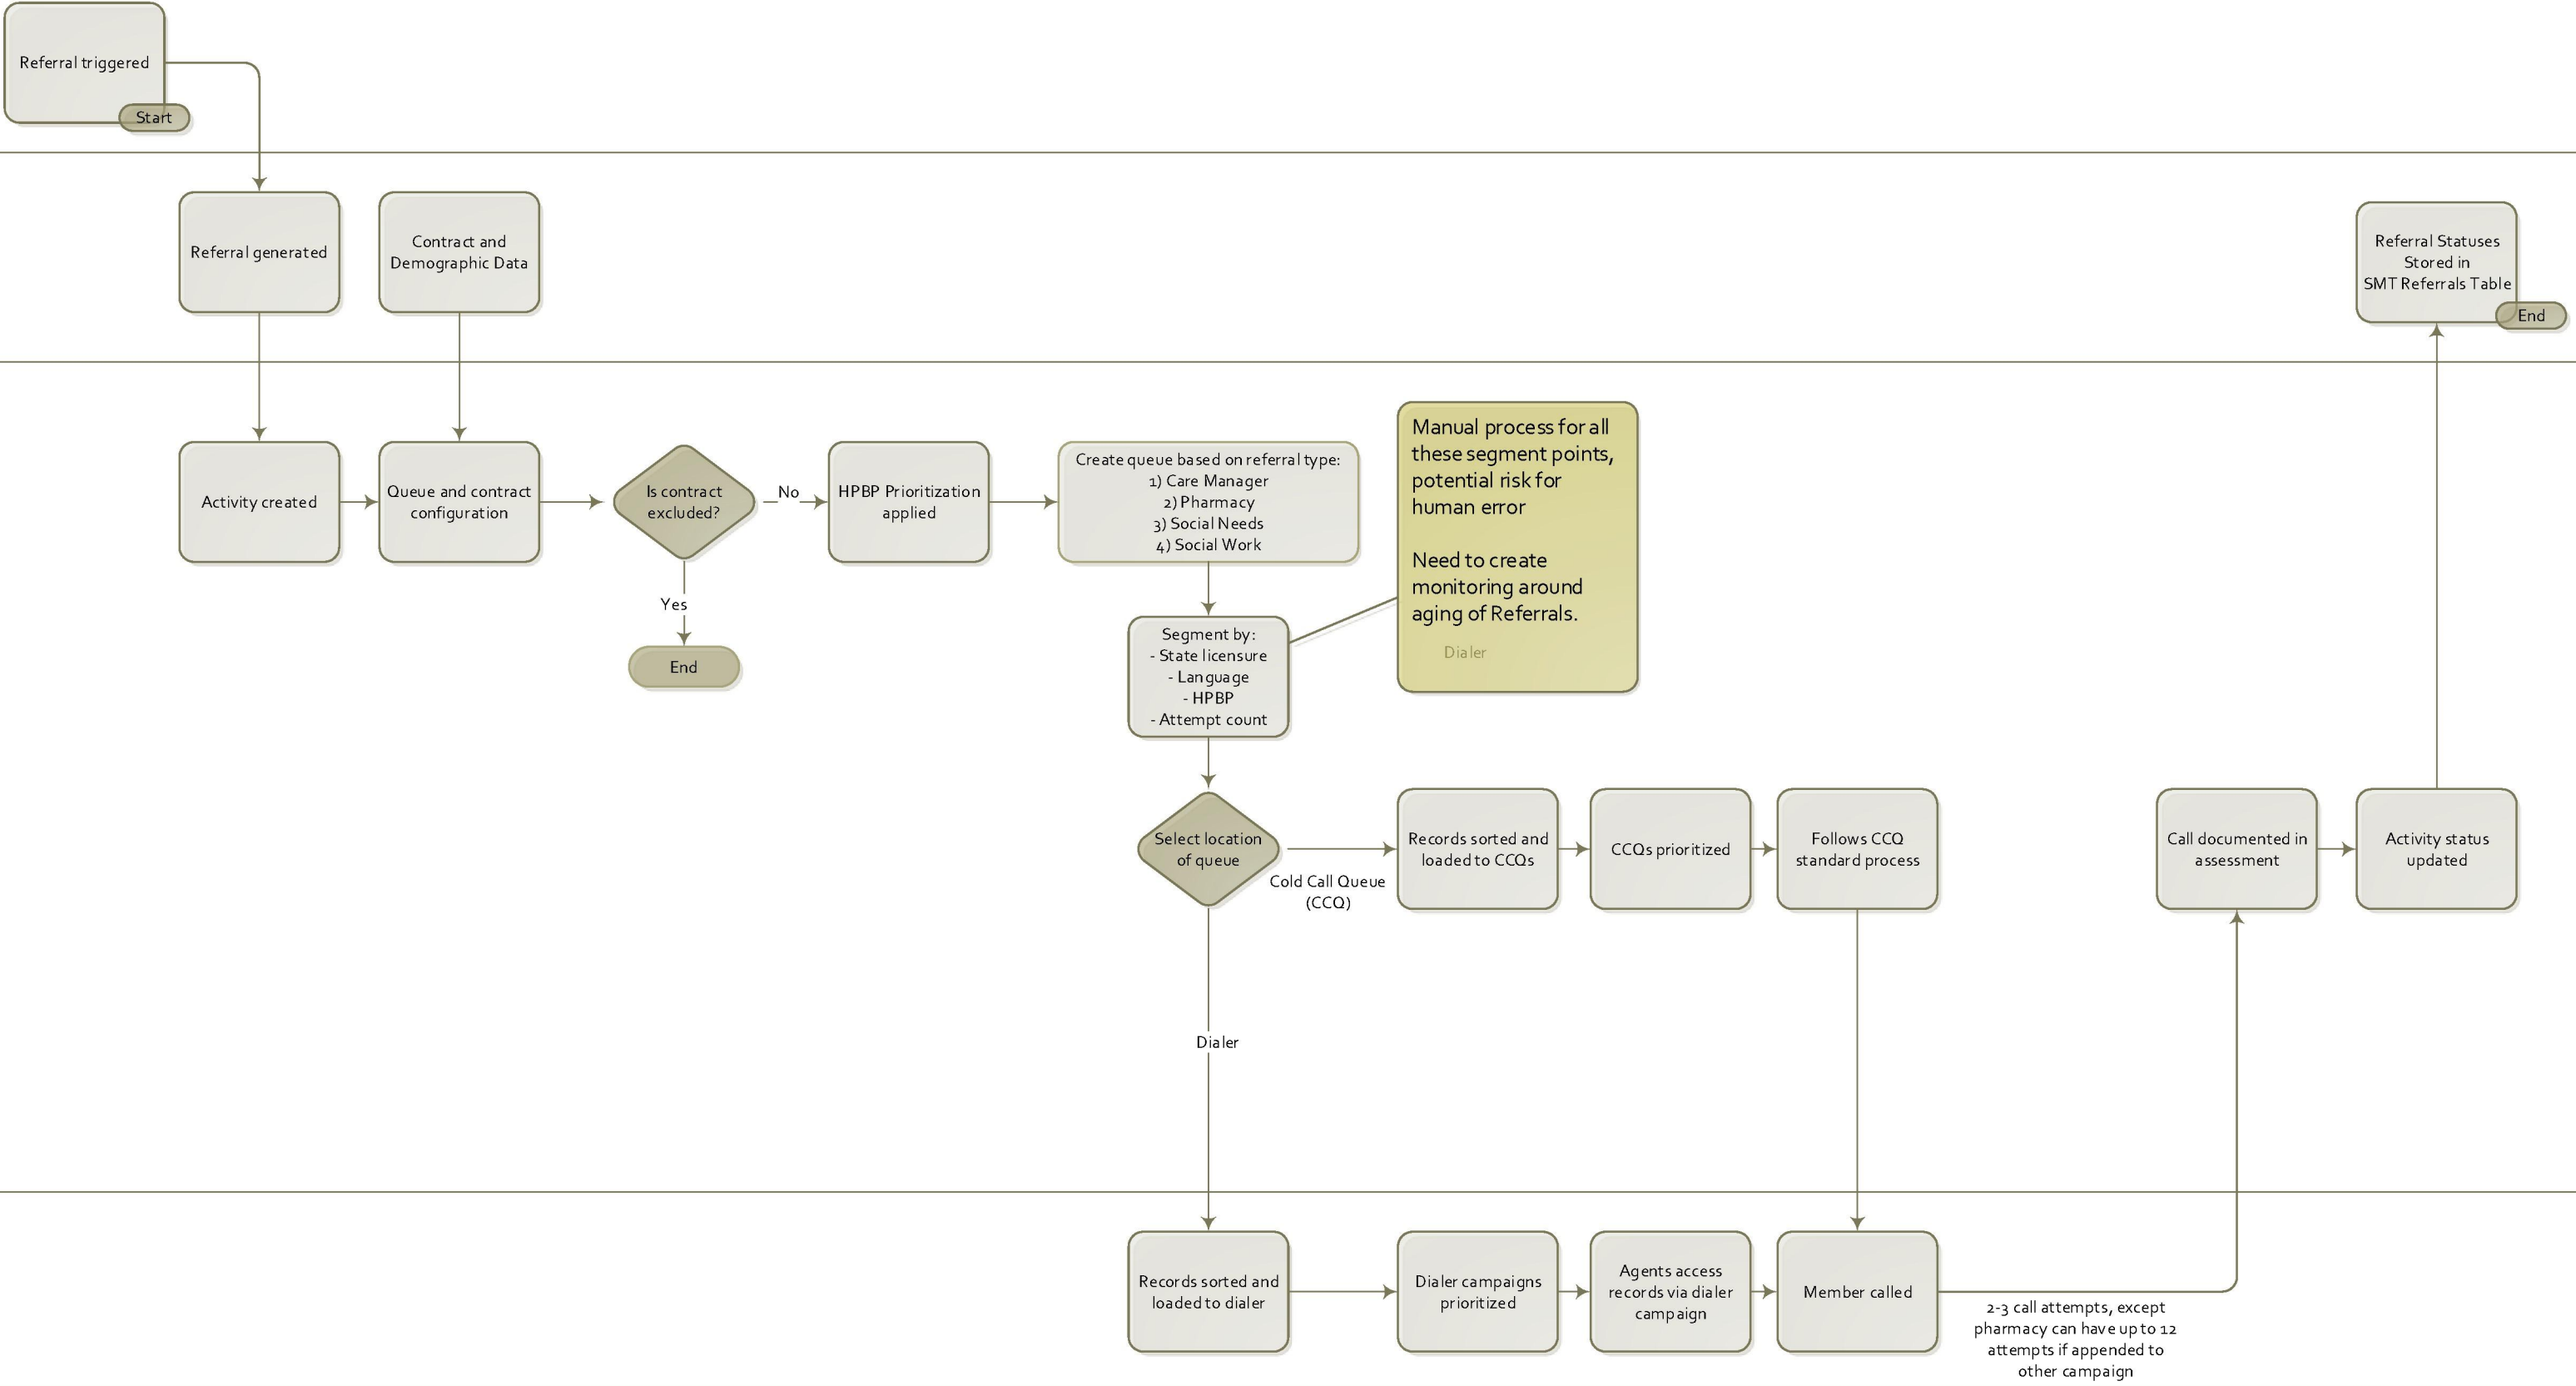 Referral triggered
Start
Referral generated
Contract and
Demographic Data
Referral Statuses
Stored in
SMT Referrals Table
End
Activity created
Queue and contract
configuration
Is contract
excluded?
No
Yes
End
HPBP Prioritization
applied
Create queue based on referral type:
1) Care Manager
2) Pharmacy
3) Social Needs
4) Social Work
Manual process for all
these segment points,
potential risk for
human error
Need to create
monitoring around
aging of Referrals.
Dialer
Segment by:
- State licensure
- Language
- HPBP
- Attempt count
Select location
of queue
Cold Call Queue
(CCQ)
Records sorted and
loaded to CCQs
CCQs prioritized
Follows CCQ
standard process
Call documented in
assessment
Activity status
updated
Dialer
Records sorted and
loaded to dialer
Dialer campaigns
prioritized
Agents access
records via dialer
campaign
Member called
2-3 call attempts, except
pharmacy can have up to 12
attempts if appended to
other campaign